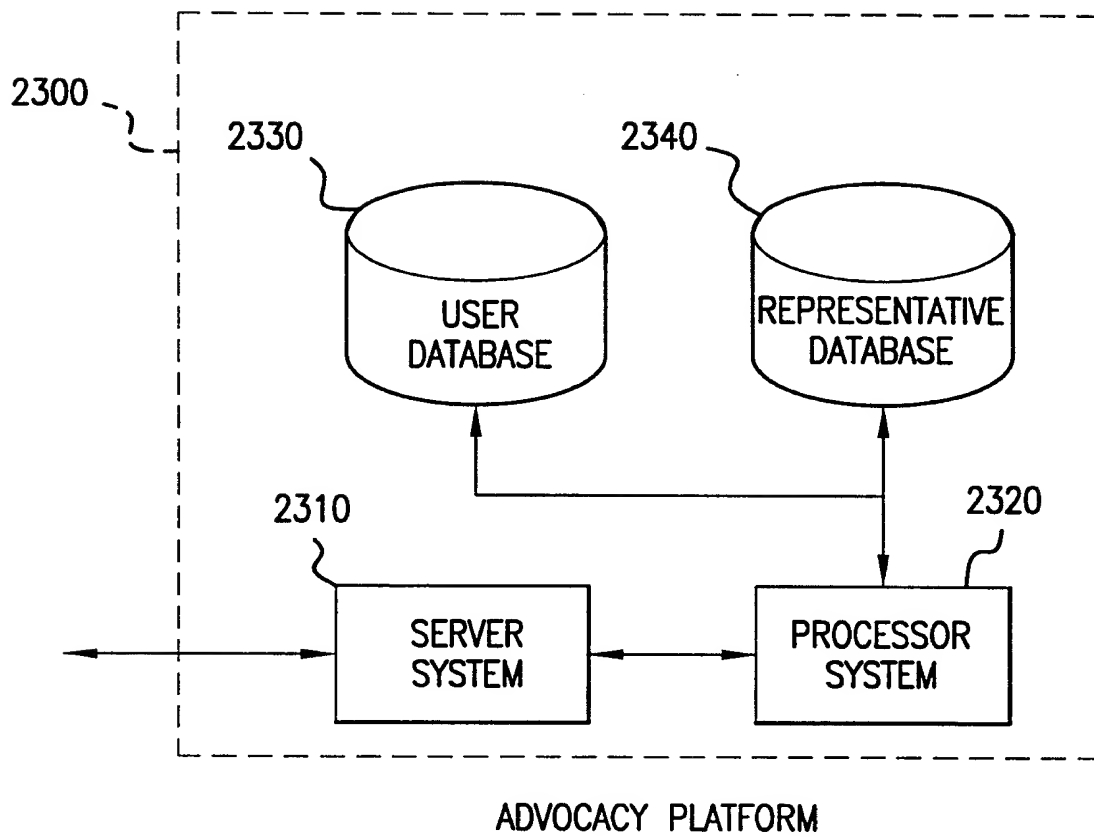 2300
2330
2340
USER
DATABASE
REPRESENTATIVE
DATABASE
2310
2320
SERVER
SYSTEM
PROCESSOR
SYSTEM
ADVOCACY PLATFORM